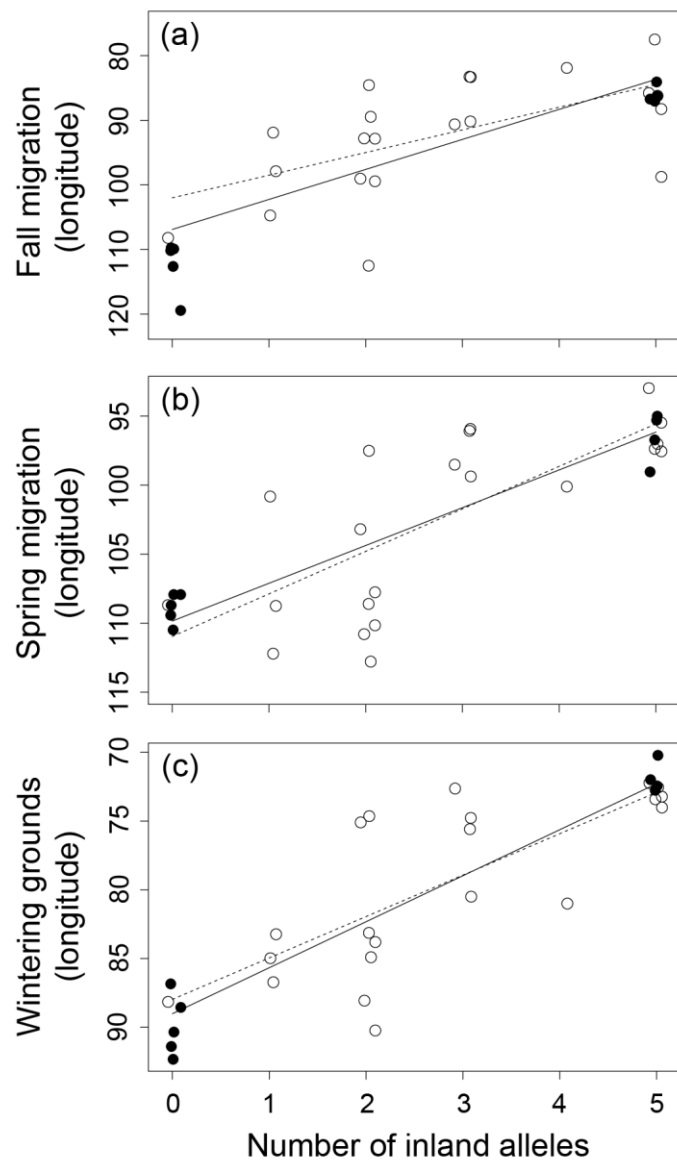 (a)
Fall migration
(longitude)
80
90
100
110
120
(b)
Spring migration
(longitude)
95
100
105
110
115
(c)
Wintering grounds
(longitude)
70
75
80
85
90
0 1 2 3 4 5
Number of inland alleles